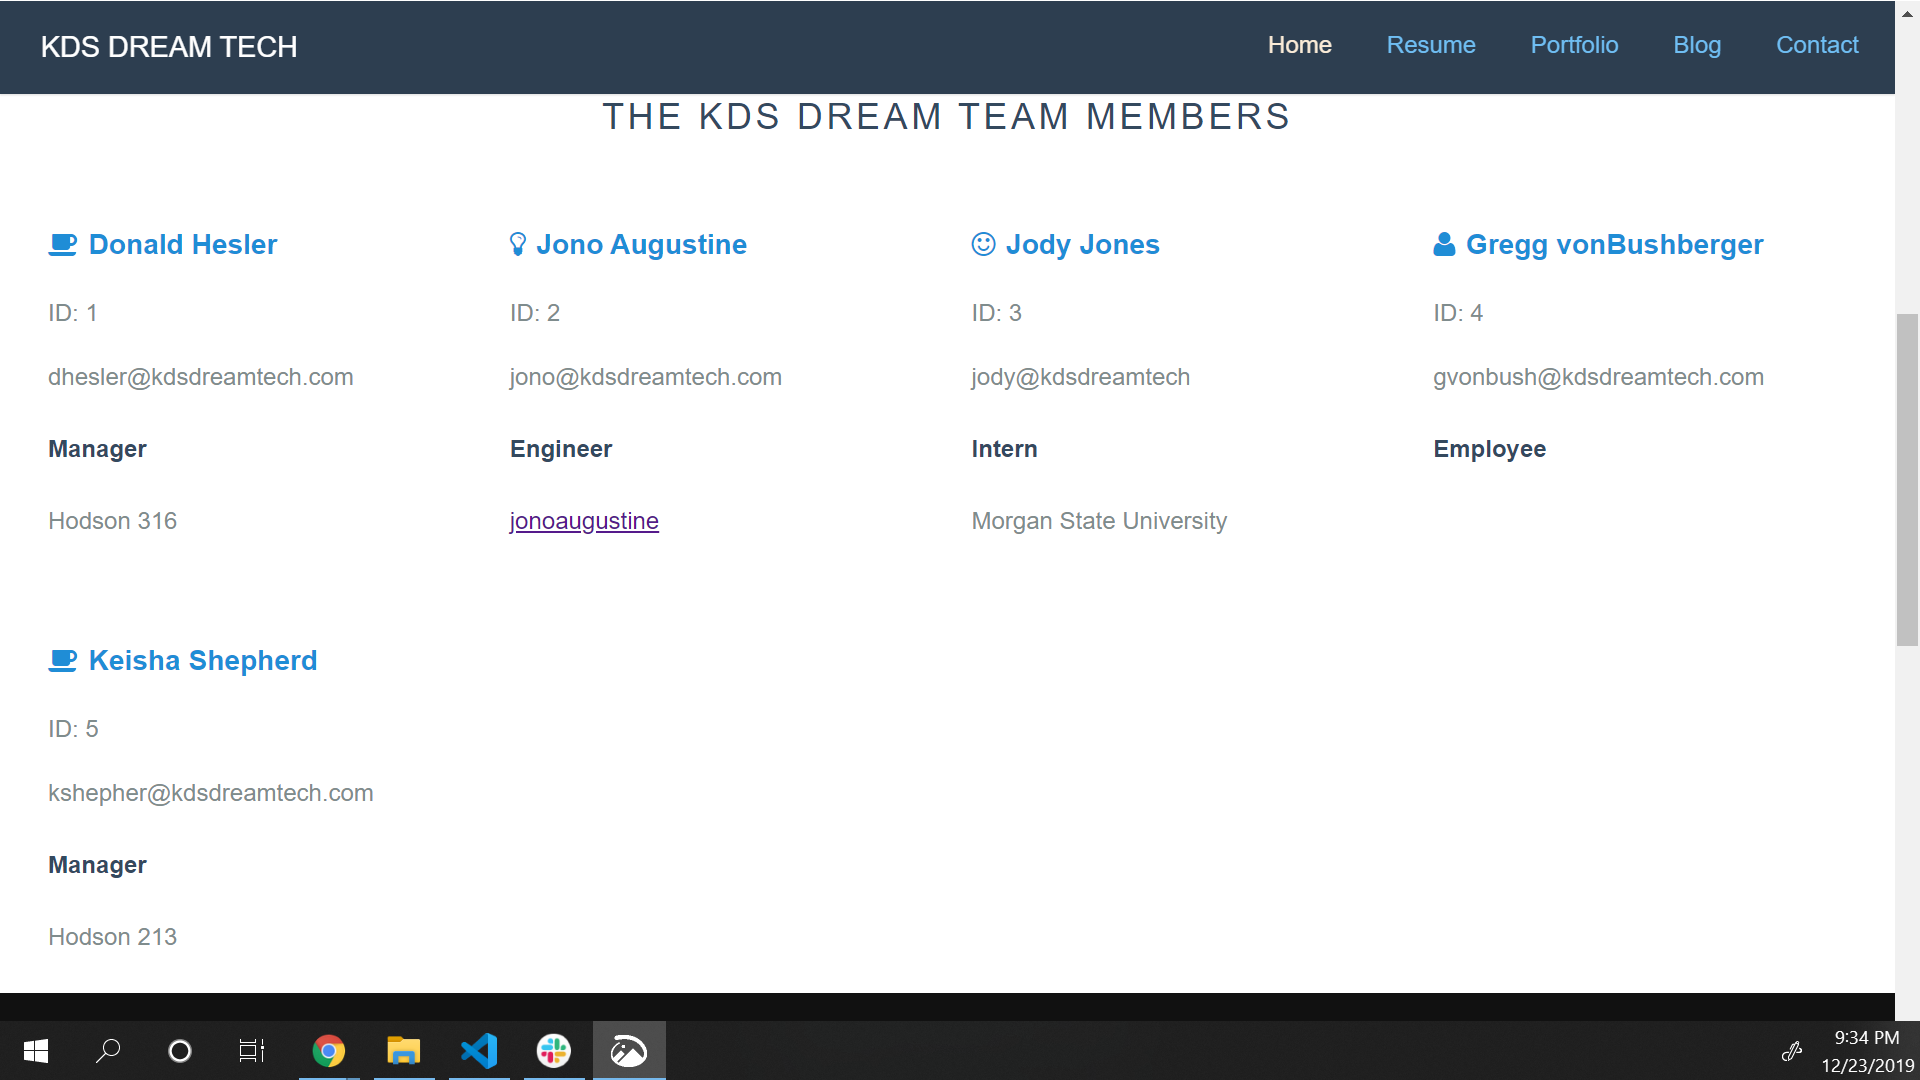 KDS DREAM TECH
Home Resume Portfolio Blog Contact
THE KDS DREAM TEAM MEMBERS
Donald Hesler
ID: 1
dhesler@kdsdreamtech.com
Manager
Hodson 316
Jono Augustine
ID: 2
jono@kdsdreamtech.com
Engineer
jonoaugustine
Jody Jones
ID: 3
jody@kdsdreamtech
Intern
Morgan State University
Gregg vonBushberger
ID: 4
gvonbush@kdsdreamtech.com
Employee
Keisha Shepherd
ID: 5
kshepher@kdsdreamtech.com
Manager
Hodson 213
9:34 PM
12/23/2019